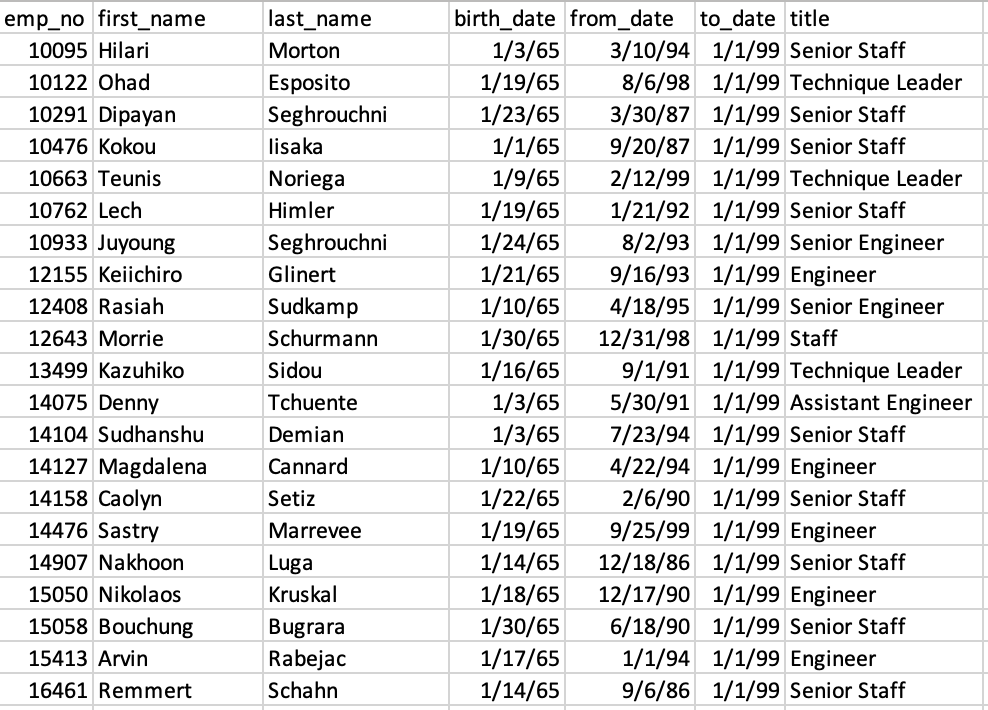 emp_no first_name last_name birth_date from_date to_date title
10095 Hilari Morton 1/3/65 3/10/94 1/1/99 Senior Staff
10122 Ohad Esposito 1/19/65 8/6/98 1/1/99 Technique Leader
10291 Dipayan Seghrouchni 1/23/65 3/30/87 1/1/99 Senior Staff
10476 Kokou Iisaka 1/1/65 9/20/87 1/1/99 Senior Staff
10663 Teunis Noriega 1/9/65 2/12/99 1/1/99 Technique Leader
10762 Lech Himler 1/19/65 1/21/92 1/1/99 Senior Staff
10933 Juyoung Seghrouchni 1/24/65 8/2/93 1/1/99 Senior Engineer
12155 Keiichiro Glinert 1/21/65 9/16/93 1/1/99 Engineer
12408 Rasiah Sudkamp 1/10/65 4/18/95 1/1/99 Senior Engineer
12643 Morrie Schurmann 1/30/65 12/31/98 1/1/99 Staff
13499 Kazuhiko Sidou 1/16/65 9/1/91 1/1/99 Technique Leader
14075 Denny Tchuente 1/3/65 5/30/91 1/1/99 Assistant Engineer
14104 Sudhanshu Demian 1/3/65 7/23/94 1/1/99 Senior Staff
14127 Magdalena Cannard 1/10/65 4/22/94 1/1/99 Engineer
14158 Caolyn Setiz 1/22/65 2/6/90 1/1/99 Senior Staff
14476 Sastry Marrevee 1/19/65 9/25/99 1/1/99 Engineer
14907 Nakhoon Luga 1/14/65 12/18/86 1/1/99 Senior Staff
15050 Nikolaos Kruskal 1/18/65 12/17/90 1/1/99 Engineer
15058 Bouchung Bugrara 1/30/65 6/18/90 1/1/99 Senior Staff
15413 Arvin Rabejac 1/17/65 1/1/94 1/1/99 Engineer
16461 Remmert Schahn 1/14/65 9/6/86 1/1/99 Senior Staff